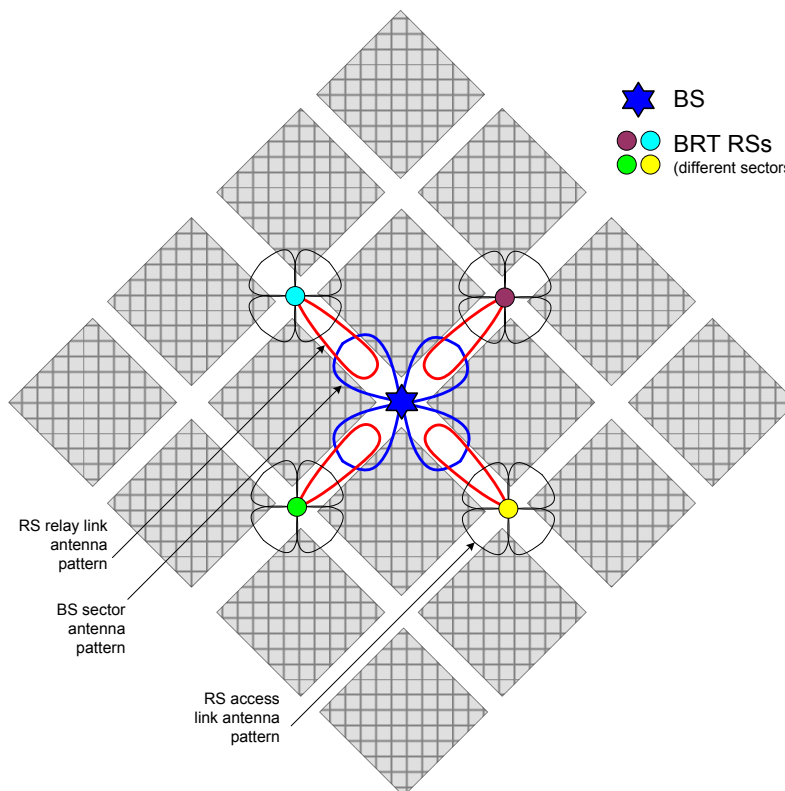 BS
BRT RSs
(different sectors
RS relay link
antenna
pattern
BS sector
antenna
pattern
RS access
link antenna
pattern